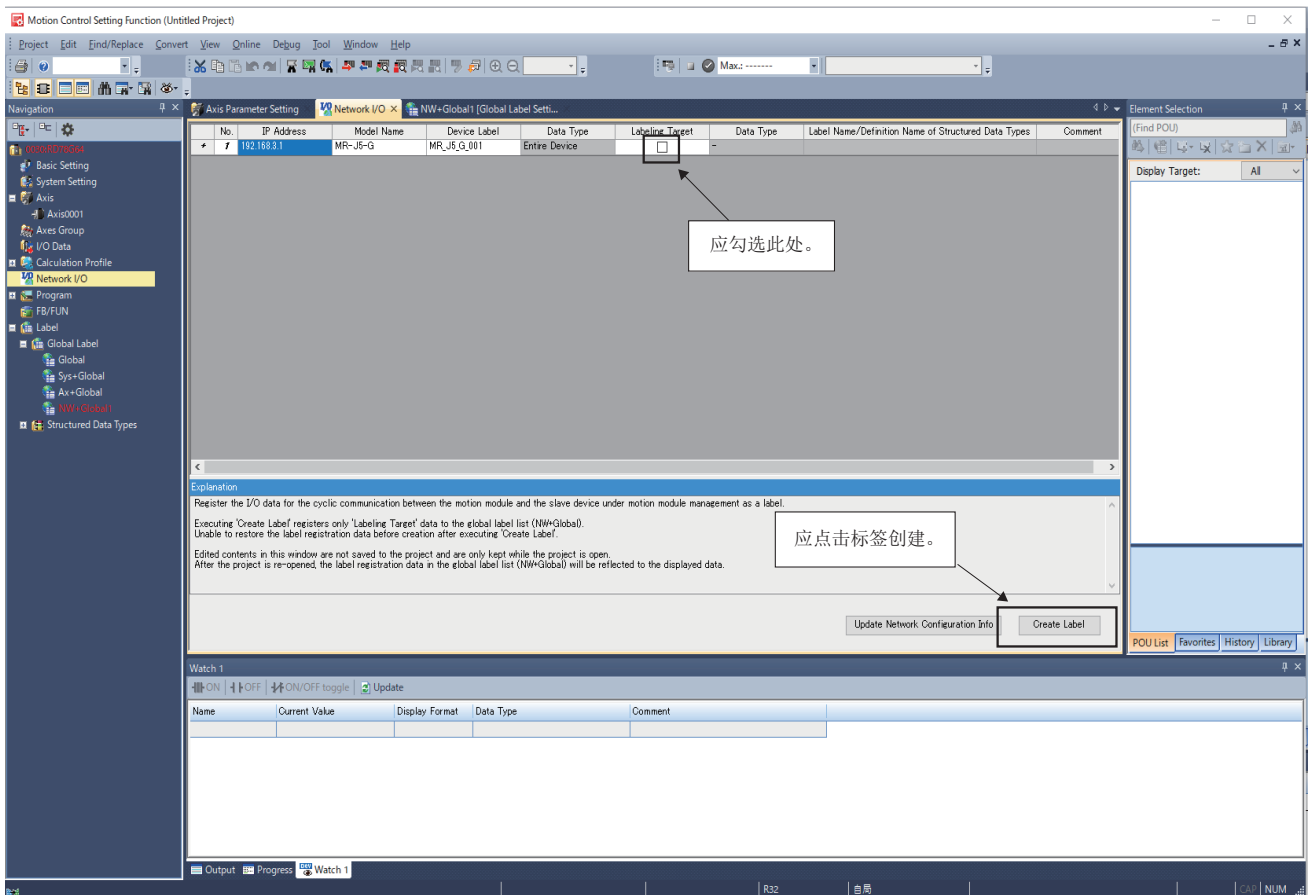 Motion Control Setting Function (Untitled Project)
Project Edit Find/Replace Convert View Online Debug Tool Window Help
Max.: -------
Navigation
Axis Parameter Setting
Network I/O
NW+Global1 [Global Label Setti...
Element Selection
(Find POU)
Display Target: All
0000:RD78G64
Basic Setting
System Setting
Axis
Axis0001
Axes Group
I/O Data
Calculation Profile
Network I/O
Program
FB/FUN
Label
Global Label
Global
Sys+Global
Ax+Global
NW+Global1
Structured Data Types
No. IP Address Model Name Device Label Data Type Labeling Target Data Type Label Name/Definition Name of Structured Data Types Comment
+ 1 192.168.3.1 MR-J5-G MR_J5_G_001 Entire Device -
应勾选此处。
Explanation
Register the I/O data for the cyclic communication between the motion module and the slave device under motion module management as a label.
Executing 'Create Label' registers only 'Labeling Target' data to the global label list (NW+Global).
Unable to restore the label registration data before creation after executing 'Create Label'.
Edited contents in this window are not saved to the project and are only kept while the project is open.
After the project is re-opened, the label registration data in the global label list (NW+Global) will be reflected to the displayed data.
应点击标签创建。
Update Network Configuration Info
Create Label
POU List Favorites History Library
Watch 1
ON OFF ON/OFF toggle Update
Name Current Value Display Format Data Type Comment
Output Progress Watch 1
R32 自局 CAP NUM